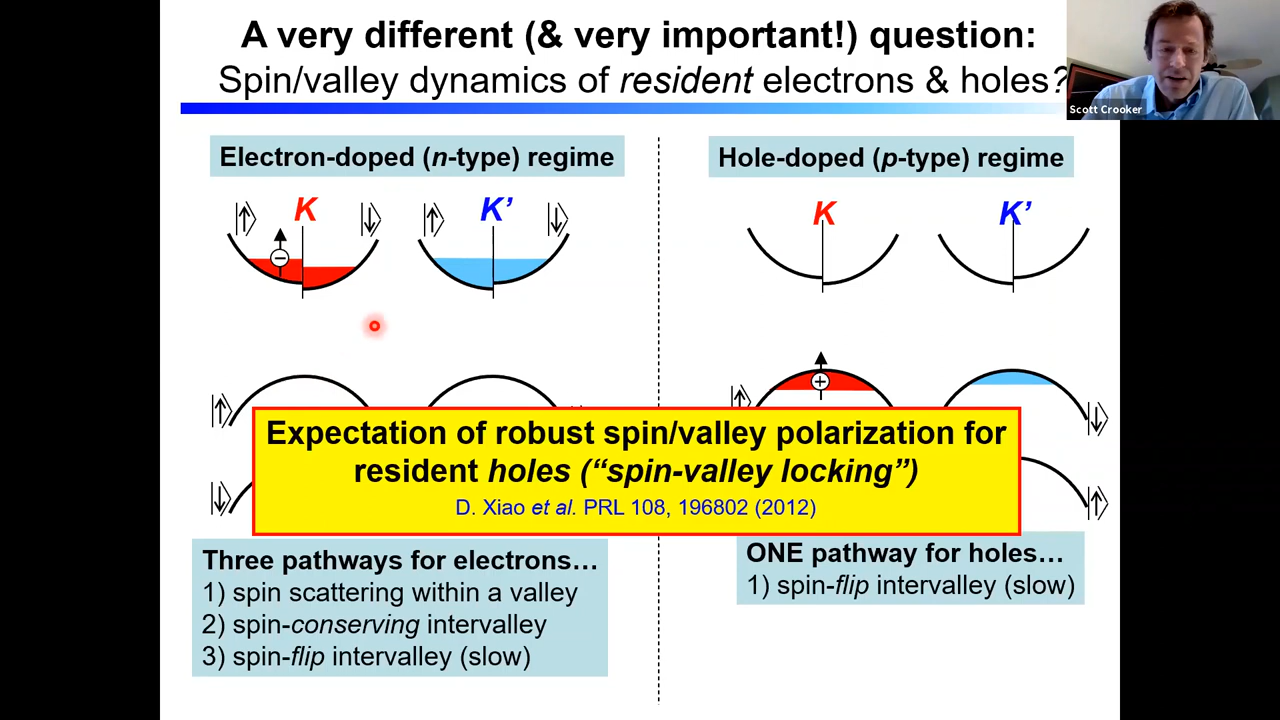 A very different (& very important!) question:
Spin/valley dynamics of resident electrons & holes?
Scott Crooker
Electron-doped (n-type) regime
Hole-doped (p-type) regime
K
K’
K
K’
Expectation of robust spin/valley polarization for
resident holes (“spin-valley locking”)
D. Xiao et al. PRL 108, 196802 (2012)
Three pathways for electrons…
1) spin scattering within a valley
2) spin-conserving intervalley
3) spin-flip intervalley (slow)
ONE pathway for holes…
1) spin-flip intervalley (slow)